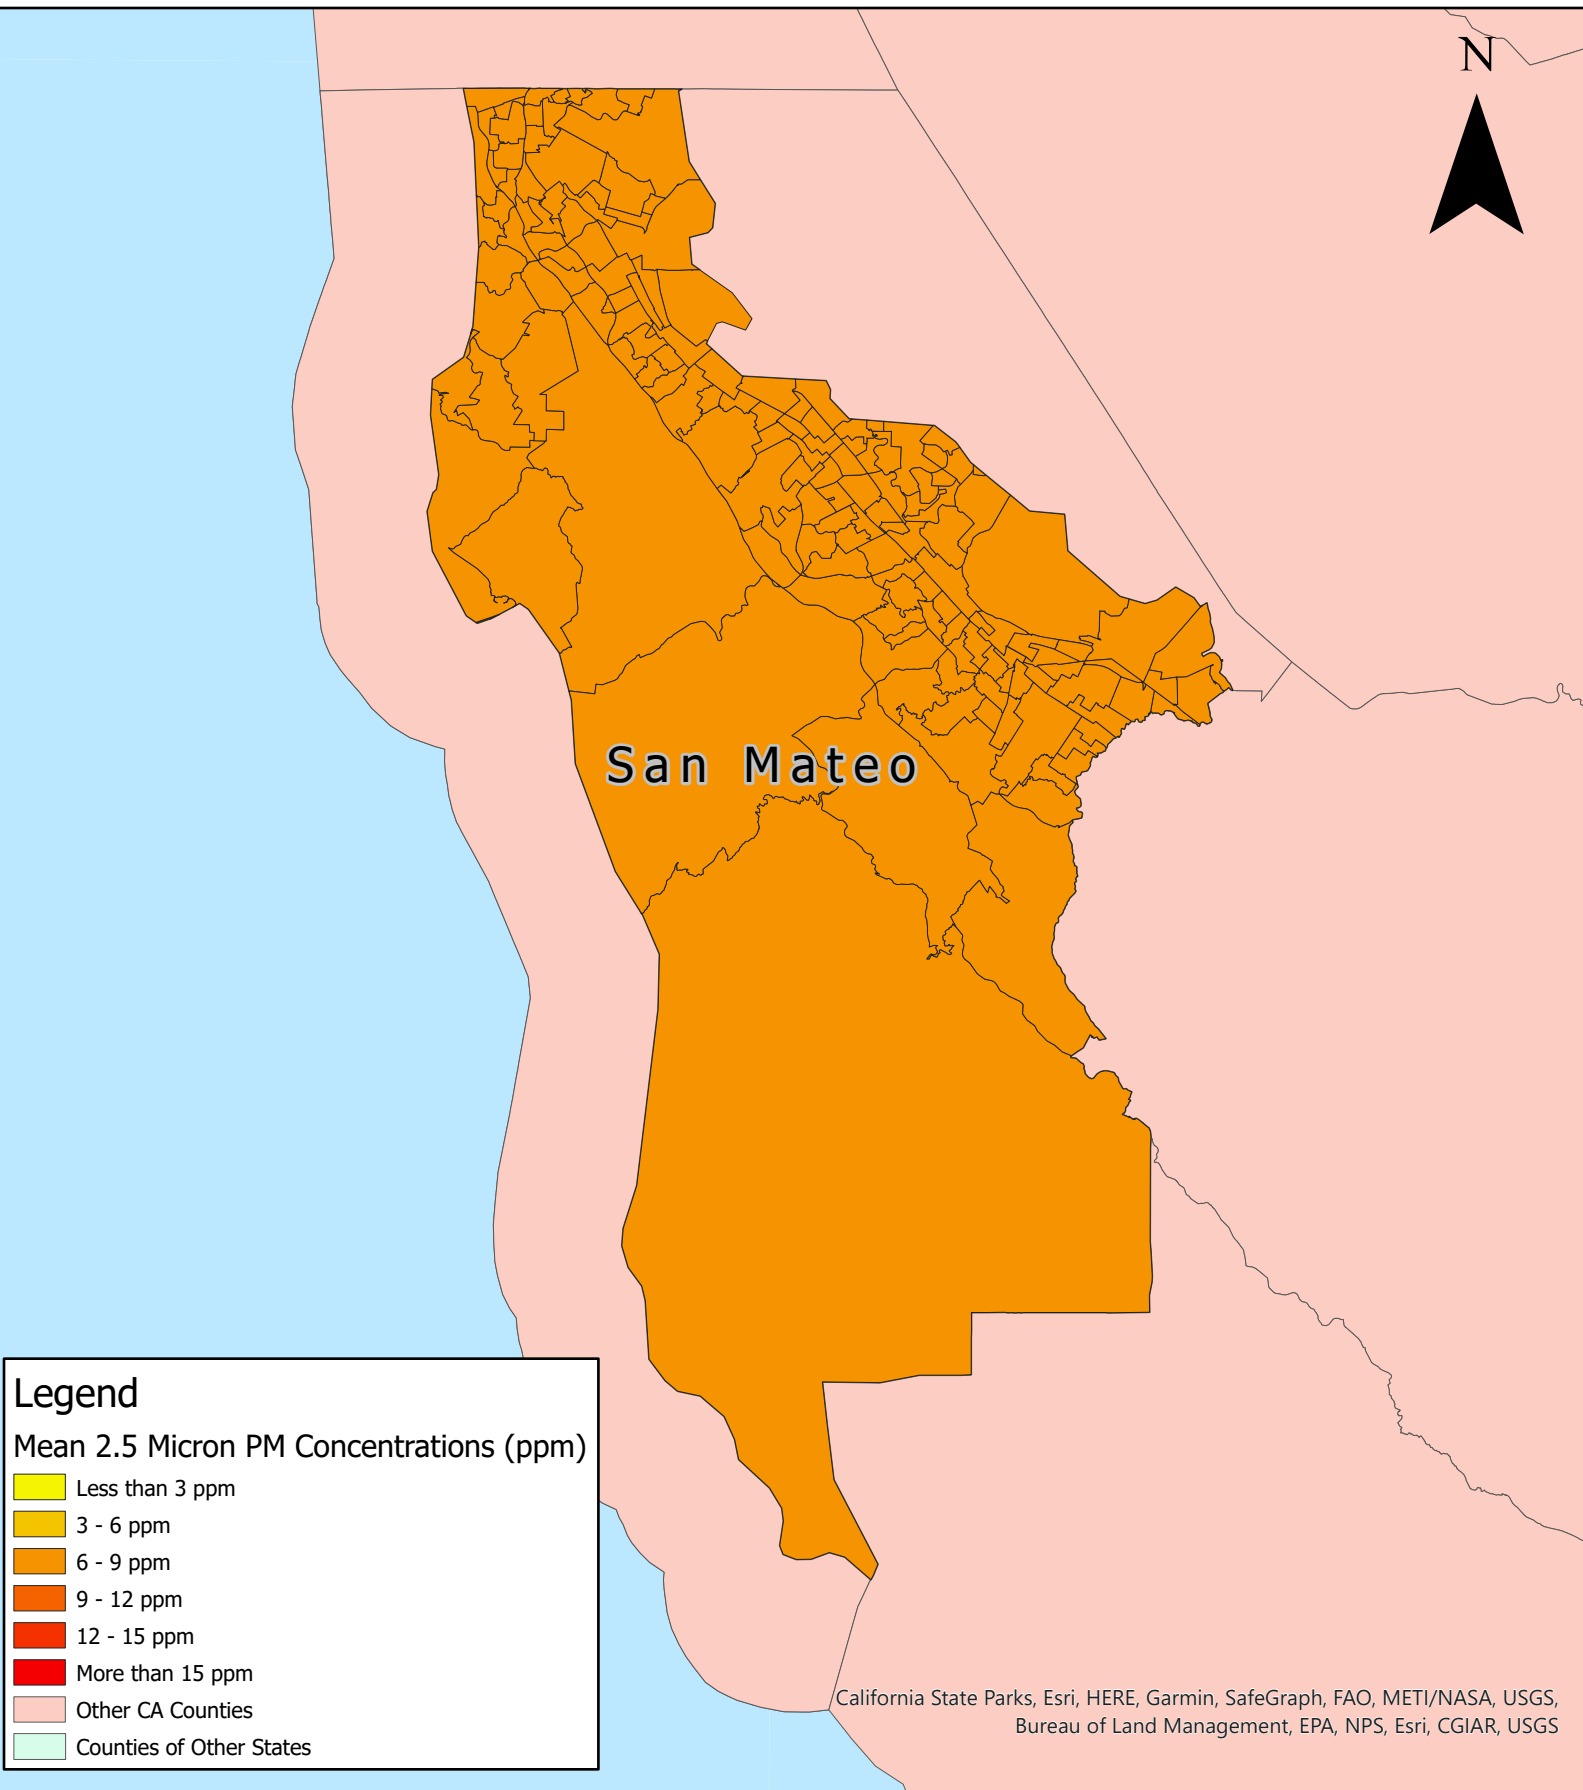 N
San Mateo
Legend
Mean 2.5 Micron PM Concentrations (ppm)
Less than 3 ppm
3 - 6 ppm
6 - 9 ppm
9 - 12 ppm
12 - 15 ppm
More than 15 ppm
Other CA Counties
Counties of Other States
California State Parks, Esri, HERE, Garmin, SafeGraph, FAO, METI/NASA, USGS,
Bureau of Land Management, EPA, NPS, Esri, CGIAR, USGS